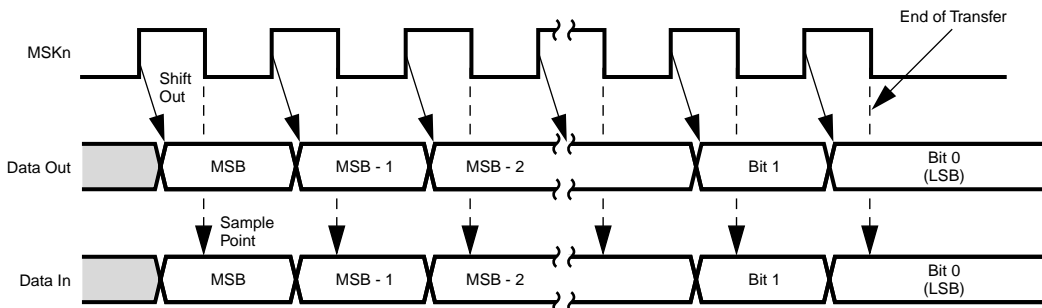 End of Transfer
MSKn
Shift
Out
Data Out
MSB
MSB - 1
MSB - 2
Bit 1
Bit 0
(LSB)
Sample
Point
Data In
MSB
MSB - 1
MSB - 2
Bit 1
Bit 0
(LSB)